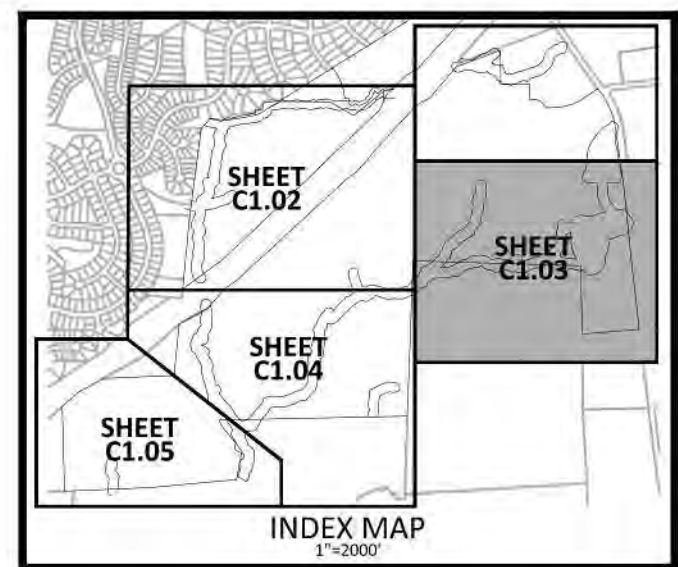 SHEET
C1.02
SHEET
C1.03
SHEET
C1.04
SHEET
C1.05
INDEX MAP
1"=2000'